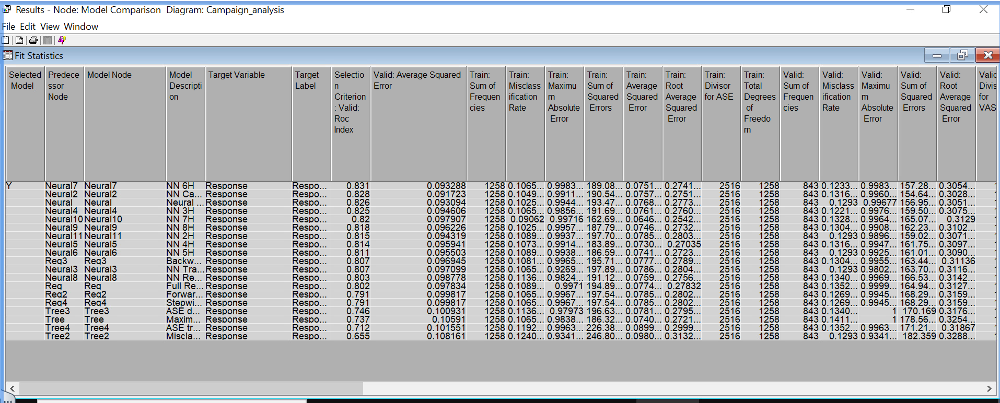 Results - Node: Model Comparison Diagram: Campaign_analysis
File Edit View Window
Fit Statistics
Selected Model Predecessor Node Model Node Model Description Target Variable Target Label Selection Criterion: Valid: Roc Index Valid: Average Squared Error Train: Sum of Frequencies Train: Misclassification Rate Train: Maximum Absolute Error Train: Sum of Squared Errors Train: Average Squared Error Train: Root Average Squared Error Train: Divisor for ASE Train: Total Degrees of Freedom Valid: Sum of Frequencies Valid: Misclassification Rate Valid: Maximum Absolute Error Valid: Sum of Squared Errors Valid: Root Average Squared Error Valid Divis for VAS
Y Neural7 Neural7 NN 6H Response Respo... 0.831 0.093288 1258 0.1065... 0.9983... 189.08... 0.0751... 0.2741... 2516 1258 843 0.1233... 0.9983... 157.28... 0.3054...
Neural2 Neural2 NN Ca... Response Respo... 0.828 0.091723 1258 0.1049... 0.9911... 190.54... 0.0757... 0.2751... 2516 1258 843 0.1316... 0.9960... 154.64... 0.3028...
Neural Neural Neural ... Response Respo... 0.826 0.093094 1258 0.1025... 0.9944... 193.47... 0.0768... 0.2773... 2516 1258 843 0.1293 0.99677 156.95... 0.3051...
Neural4 Neural4 NN 3H Response Respo... 0.825 0.094606 1258 0.1065... 0.9856... 191.69... 0.0761... 0.2760... 2516 1258 843 0.1221... 0.9976... 159.50... 0.3075...
Neural10 Neural10 NN 7H Response Respo... 0.82 0.097907 1258 0.09062 0.99716 162.69... 0.0646... 0.2542... 2516 1258 843 0.1328... 0.9964... 165.07... 0.3129
Neural9 Neural9 NN 8H Response Respo... 0.818 0.096226 1258 0.1025... 0.9957... 187.79... 0.0746... 0.2732... 2516 1258 843 0.1304... 0.9908... 162.23... 0.3102...
Neural11 Neural11 NN 2H Response Respo... 0.815 0.094319 1258 0.1089... 0.9937... 197.70... 0.0785... 0.2803... 2516 1258 843 0.1293 0.9896... 159.02... 0.3071...
Neural5 Neural5 NN 4H Response Respo... 0.814 0.095941 1258 0.1073... 0.9914... 183.89... 0.0730... 0.27035 2516 1258 843 0.1316... 0.9947... 161.75... 0.3097...
Neural6 Neural6 NN 5H Response Respo... 0.811 0.095503 1258 0.1089... 0.9938... 186.59... 0.0741... 0.2723... 2516 1258 843 0.1293 0.9925... 161.01... 0.3090...
Reg3 Reg3 Backw... Response Respo... 0.807 0.096945 1258 0.1081... 0.9965... 195.71... 0.0777... 0.2789... 2516 1258 843 0.1304... 0.9955... 163.44... 0.31136
Neural3 Neural3 NN Tra... Response Respo... 0.807 0.097099 1258 0.1065... 0.9269... 197.89... 0.0786... 0.2804... 2516 1258 843 0.1293 0.9802... 163.70... 0.3116...
Neural8 Neural8 NN Re... Response Respo... 0.803 0.098778 1258 0.1136... 0.9824... 191.12... 0.0759... 0.2756... 2516 1258 843 0.1340... 0.9969... 166.53... 0.3142...
Reg Reg Full Re... Response Respo... 0.802 0.097834 1258 0.1089... 0.9971 194.89... 0.0774... 0.27832 2516 1258 843 0.1352... 0.9999... 164.94... 0.3127...
Reg2 Reg2 Forwar... Response Respo... 0.791 0.099817 1258 0.1065... 0.9967... 197.54... 0.0785... 0.2802... 2516 1258 843 0.1269... 0.9945... 168.29... 0.3159...
Reg4 Reg4 Stepwi... Response Respo... 0.791 0.099817 1258 0.1065... 0.9967... 197.54... 0.0785... 0.2802... 2516 1258 843 0.1269... 0.9945... 168.29... 0.3159...
Tree3 Tree3 ASE d... Response Respo... 0.746 0.100931 1258 0.1136... 0.97973 196.63... 0.0781... 0.2795... 2516 1258 843 0.1340... 1 170.169 0.3176...
Tree Tree Maxim... Response Respo... 0.737 0.10591 1258 0.1065... 0.9838... 186.32... 0.0740... 0.2721... 2516 1258 843 0.1411... 1 178.56... 0.3254...
Tree4 Tree4 ASE tr... Response Respo... 0.712 0.101551 1258 0.1192... 0.9963... 226.38... 0.0899... 0.2999... 2516 1258 843 0.1352... 0.9963... 171.21... 0.31867
Tree2 Tree2 Miscla... Response Respo... 0.655 0.108161 1258 0.1240... 0.9341... 246.80... 0.0980... 0.3132... 2516 1258 843 0.1293 0.9341... 182.359 0.3288...